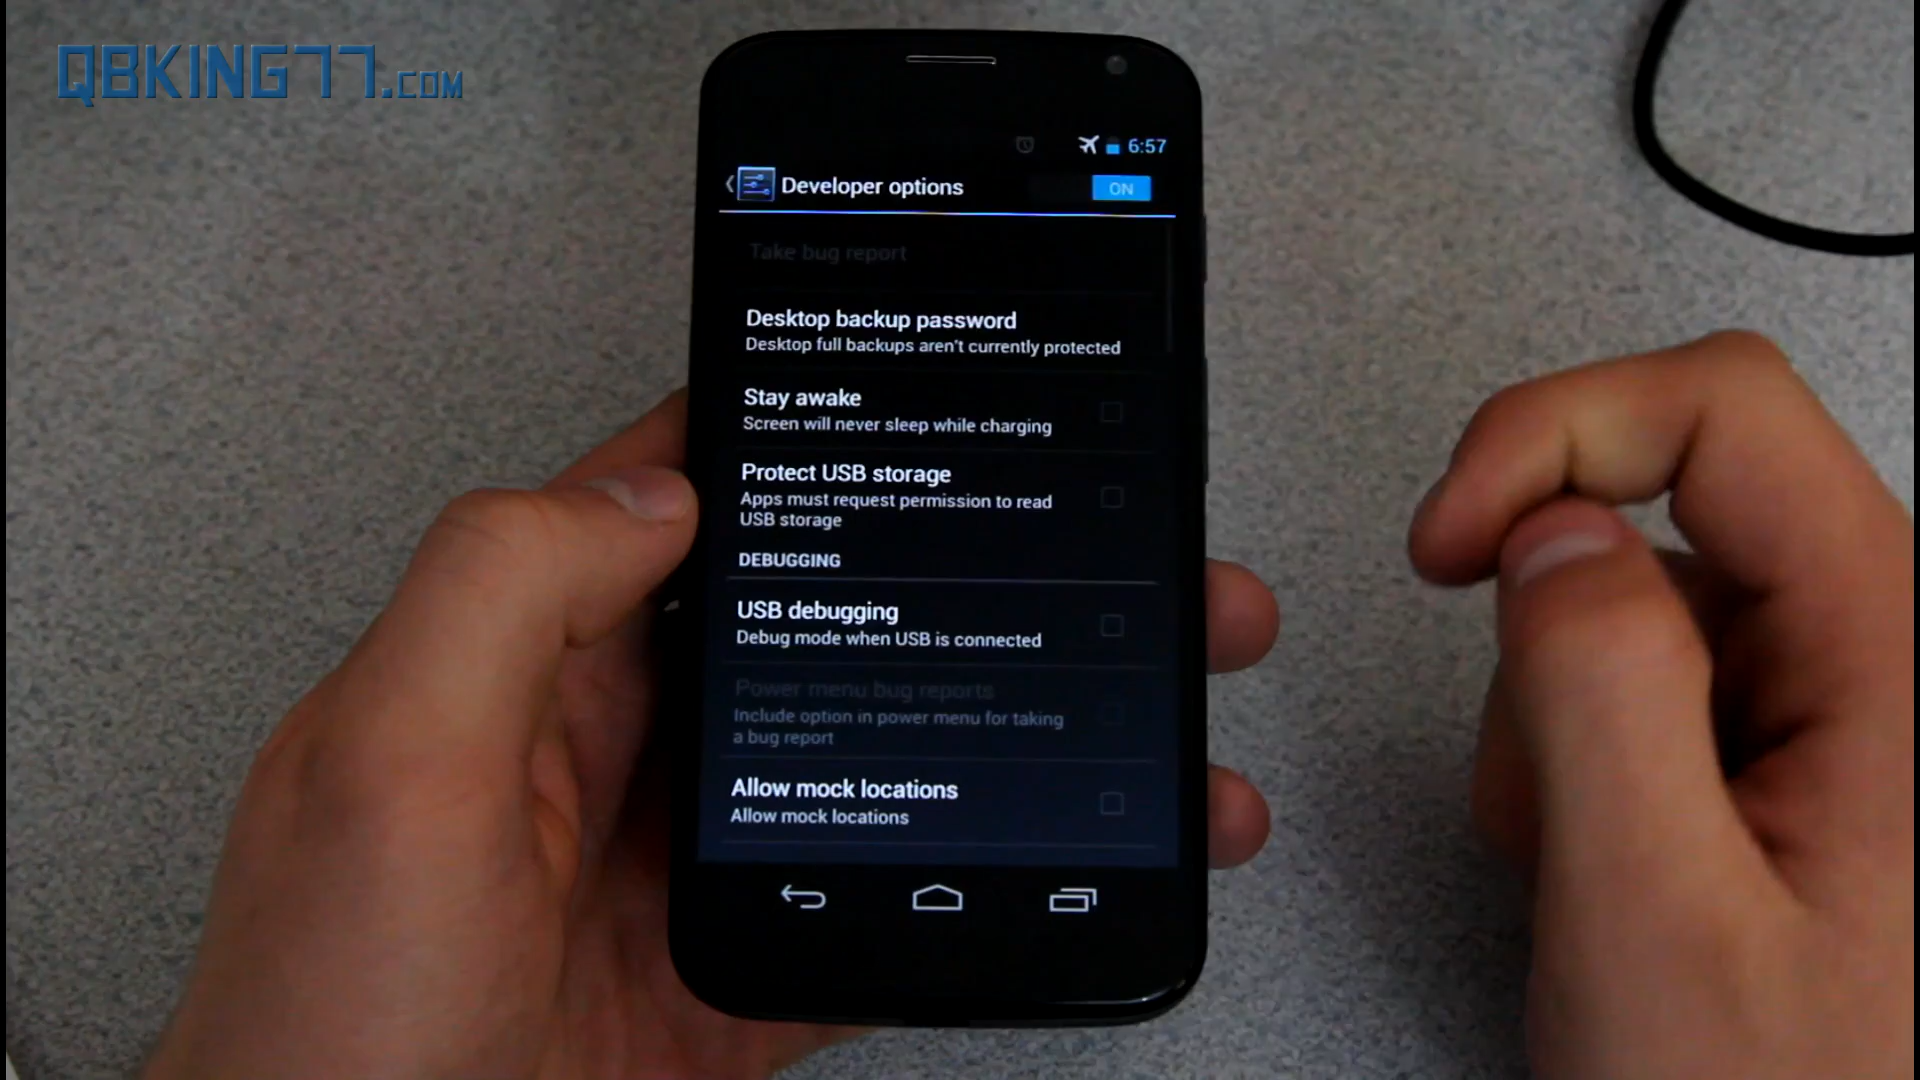 QBKING77.COM
6:57
Developer options
ON
Take bug report
Desktop backup password
Desktop full backups aren't currently protected
Stay awake
Screen will never sleep while charging
Protect USB storage
Apps must request permission to read
USB storage
DEBUGGING
USB debugging
Debug mode when USB is connected
Power menu bug reports
Include option in power menu for taking
a bug report
Allow mock locations
Allow mock locations